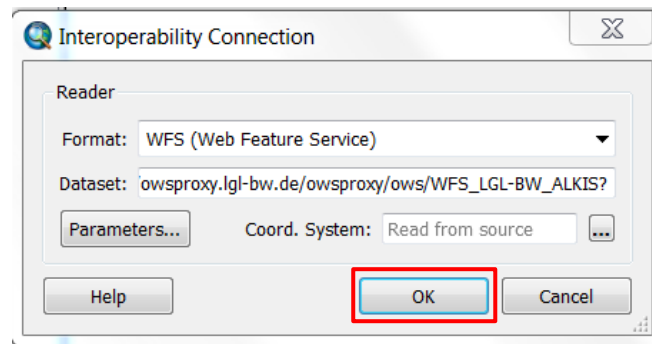 Interoperability Connection
Reader
Format: WFS (Web Feature Service)
Dataset: owsproxy.lgl-bw.de/owsproxy/ows/WFS_LGL-BW_ALKIS?
Parameters... Coord. System: Read from source ...
Help OK Cancel